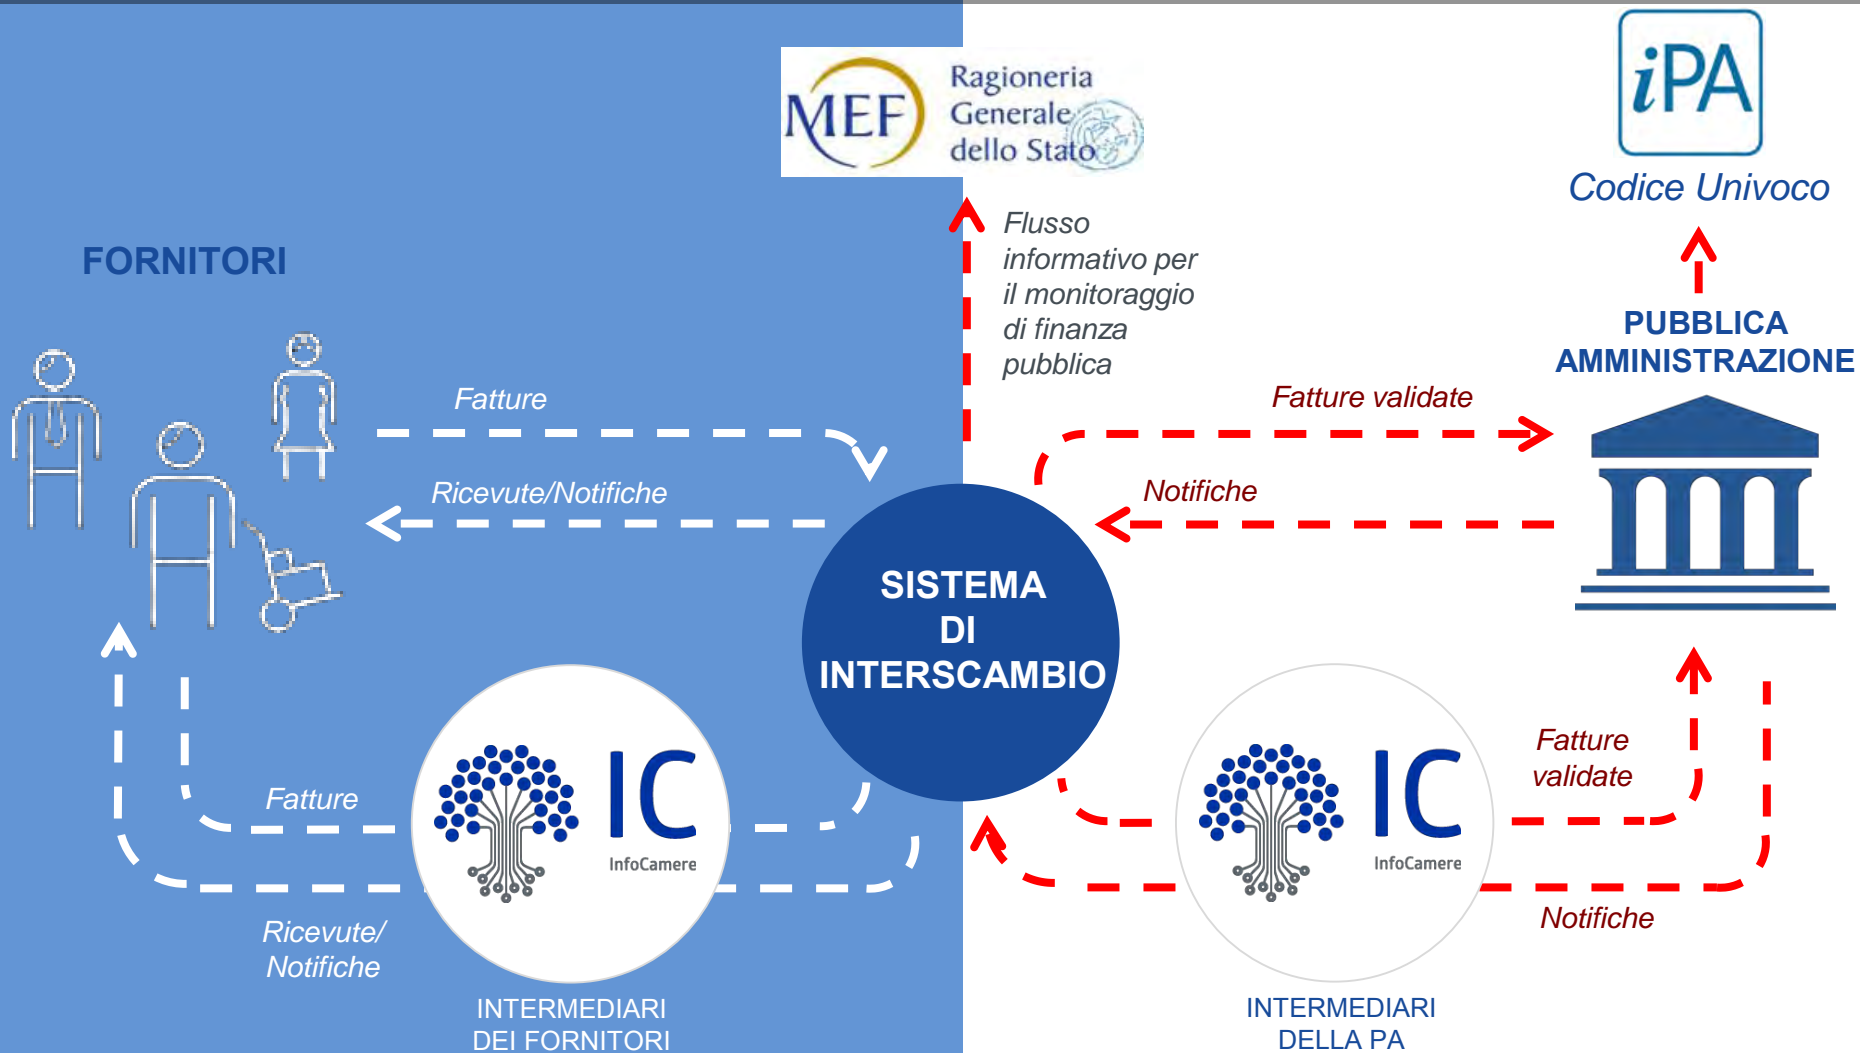 MEF
Ragioneria
Generale
dello Stato
iPA
Codice Univoco
FORNITORI
Flusso
informativo per
il monitoraggio
di finanza
pubblica
PUBBLICA
AMMINISTRAZIONE
Fatture
Fatture validate
Ricevute/Notifiche
Notifiche
SISTEMA
DI
INTERSCAMBIO
Fatture
IC
InfoCamere
IC
InfoCamere
Fatture
validate
Ricevute/
Notifiche
Notifiche
INTERMEDIARI
DEI FORNITORI
INTERMEDIARI
DELLA PA